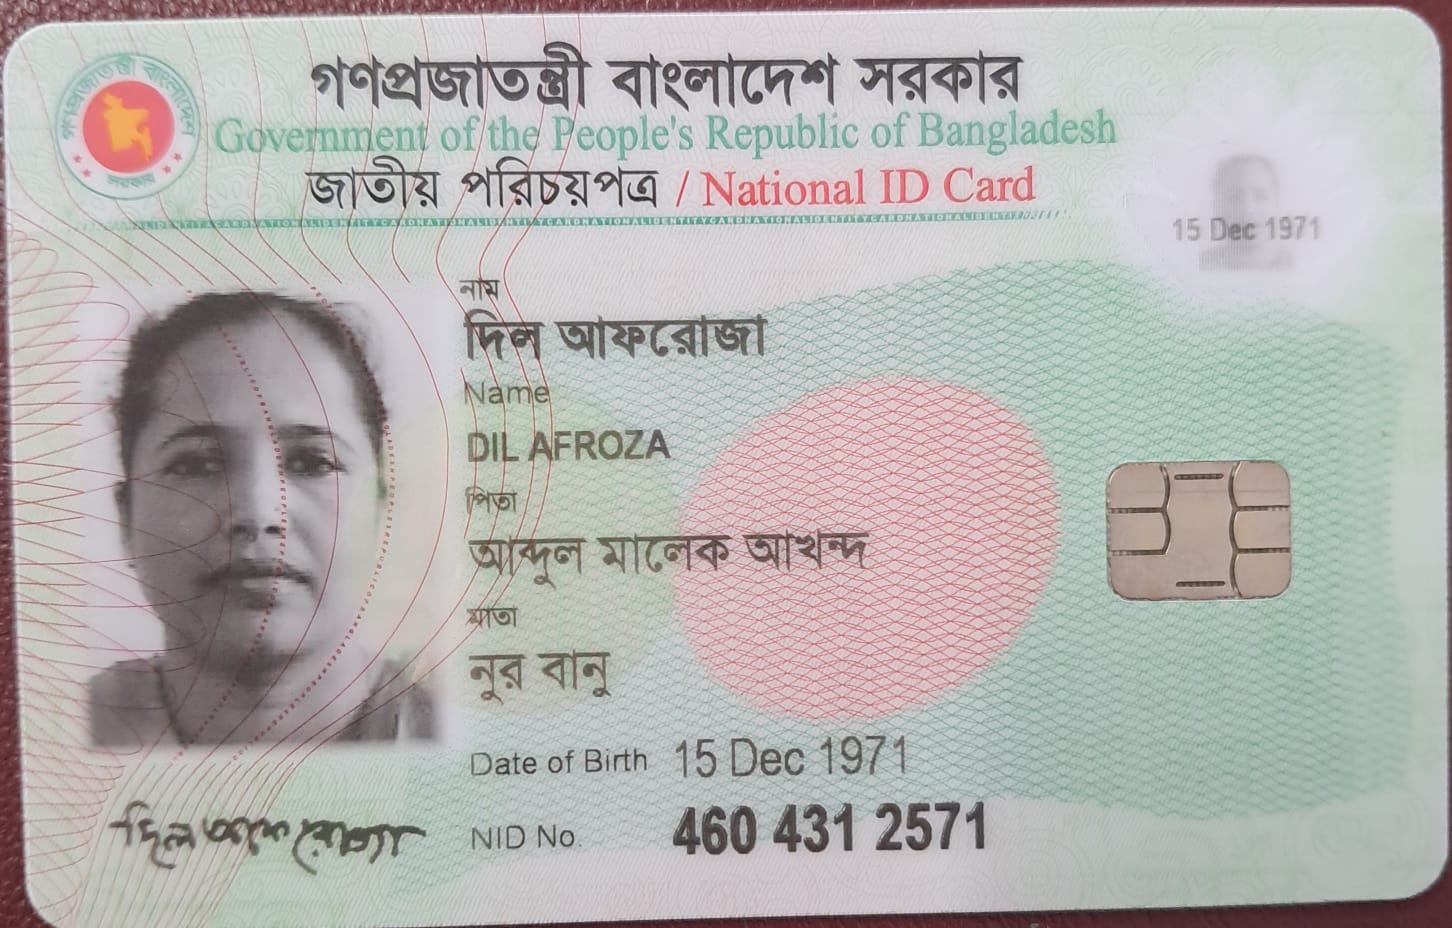 গণপ্রজাতন্ত্রী বাংলাদেশ সরকার
Government of the People's Republic of Bangladesh
জাতীয় পরিচয়পত্র / National ID Card
15 Dec 1971
নাম
দিল আফরোজা
Name
DIL AFROZA
পিতা
আব্দুল মালেক আখন্দ
মাতা
নুর বানু
Date of Birth 15 Dec 1971
দিল আফরোজা
NID No. 460 431 2571